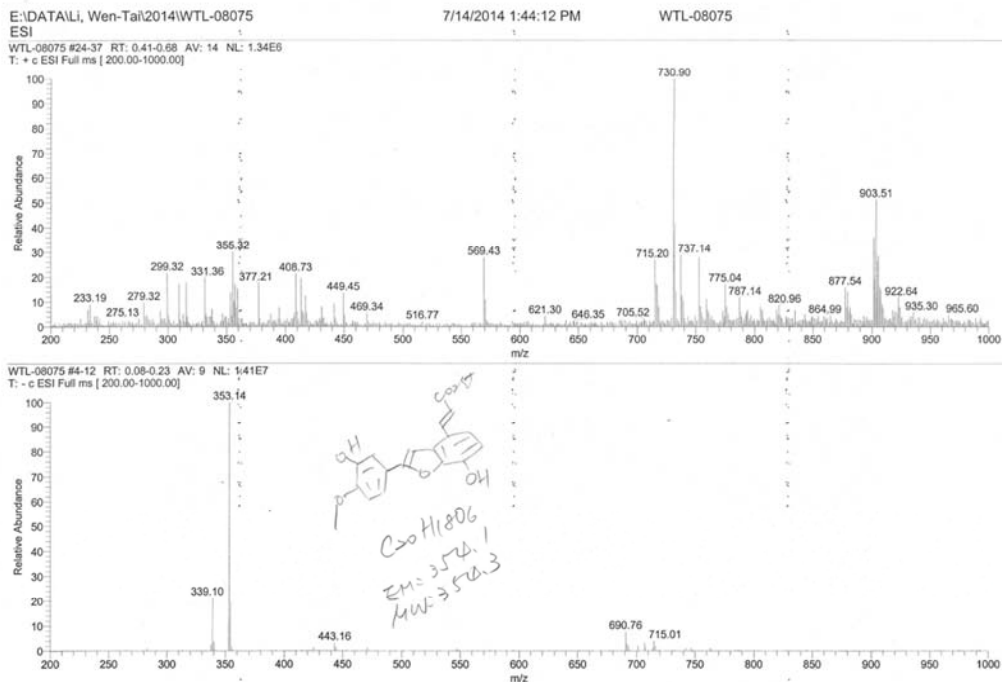 E:\DATA\Li, Wen-Tai\2014\WTL-08075 7/14/2014 1:44:12 PM WTL-08075
ESI
WTL-08075 #24-37 RT: 0.41-0.68 AV: 14 NL: 1.34E6
T: + c ESI Full ms [ 200.00-1000.00]
730.90
100
90
80
70
60
903.51
50
40
355.32
30
569.43
715.20
737.14
299.32
331.36
408.73
20
377.21
775.04
877.54
233.19
279.32
449.45
787.14
922.64
10
275.13
469.34
516.77
621.30
646.35
705.52
820.96
864.99
935.30
965.60
0
Relative Abundance
200 250 300 350 400 450 500 550 600 650 700 750 800 850 900 950 1000
m/z
WTL-08075 #4-12 RT: 0.08-0.23 AV: 9 NL: 1.41E7
T: - c ESI Full ms [ 200.00-1000.00]
353.14
100
90
80
70
60
50
40
30
339.10
20
10
443.16
690.76
715.01
0
Relative Abundance
OH
O
O
OH
C20H18O6
EM=354.1
MW=354.3
200 250 300 350 400 450 500 550 600 650 700 750 800 850 900 950 1000
m/z